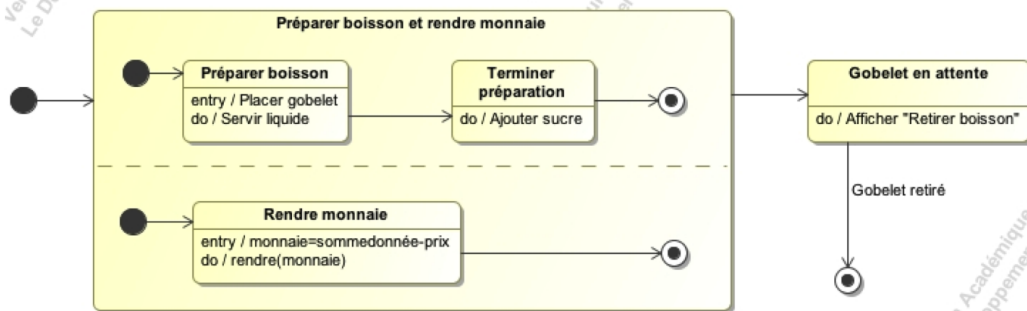 Préparer boisson et rendre monnaie
Préparer boisson
entry / Placer gobelet
do / Servir liquide
Terminer
préparation
do / Ajouter sucre
Gobelet en attente
do / Afficher "Retirer boisson"
Gobelet retiré
Rendre monnaie
entry / monnaie=sommedonnée-prix
do / rendre(monnaie)
Académique